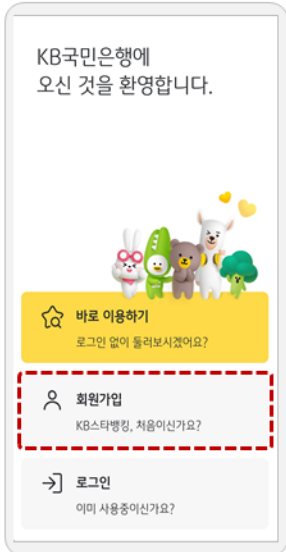 KB국민은행에
오신 것을 환영합니다.
바로 이용하기
로그인 없이 둘러보시겠어요?
회원가입
KB스타뱅킹, 처음이신가요?
로그인
이미 사용중이신가요?